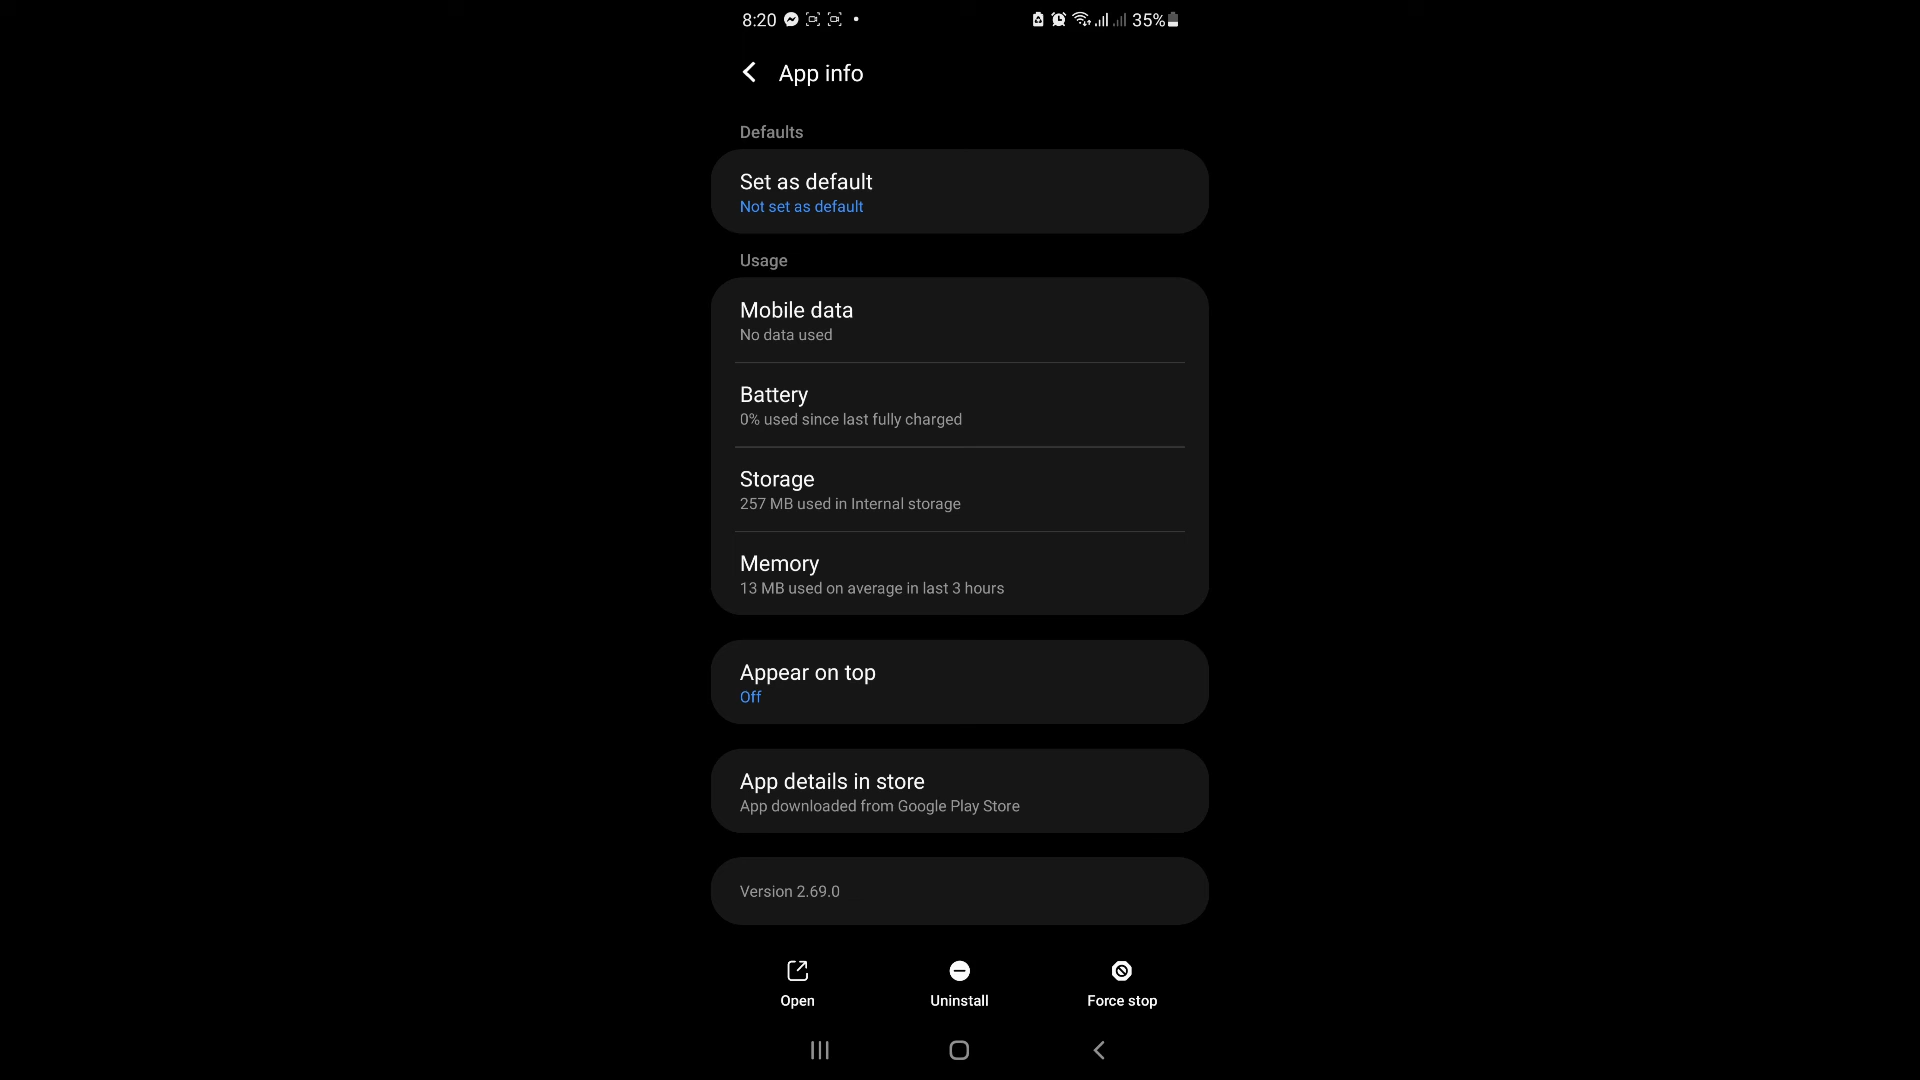 8:20
35%
App info
Defaults
Set as default
Not set as default
Usage
Mobile data
No data used
Battery
0% used since last fully charged
Storage
257 MB used in Internal storage
Memory
13 MB used on average in last 3 hours
Appear on top
Off
App details in store
App downloaded from Google Play Store
Version 2.69.0
Open
Uninstall
Force stop